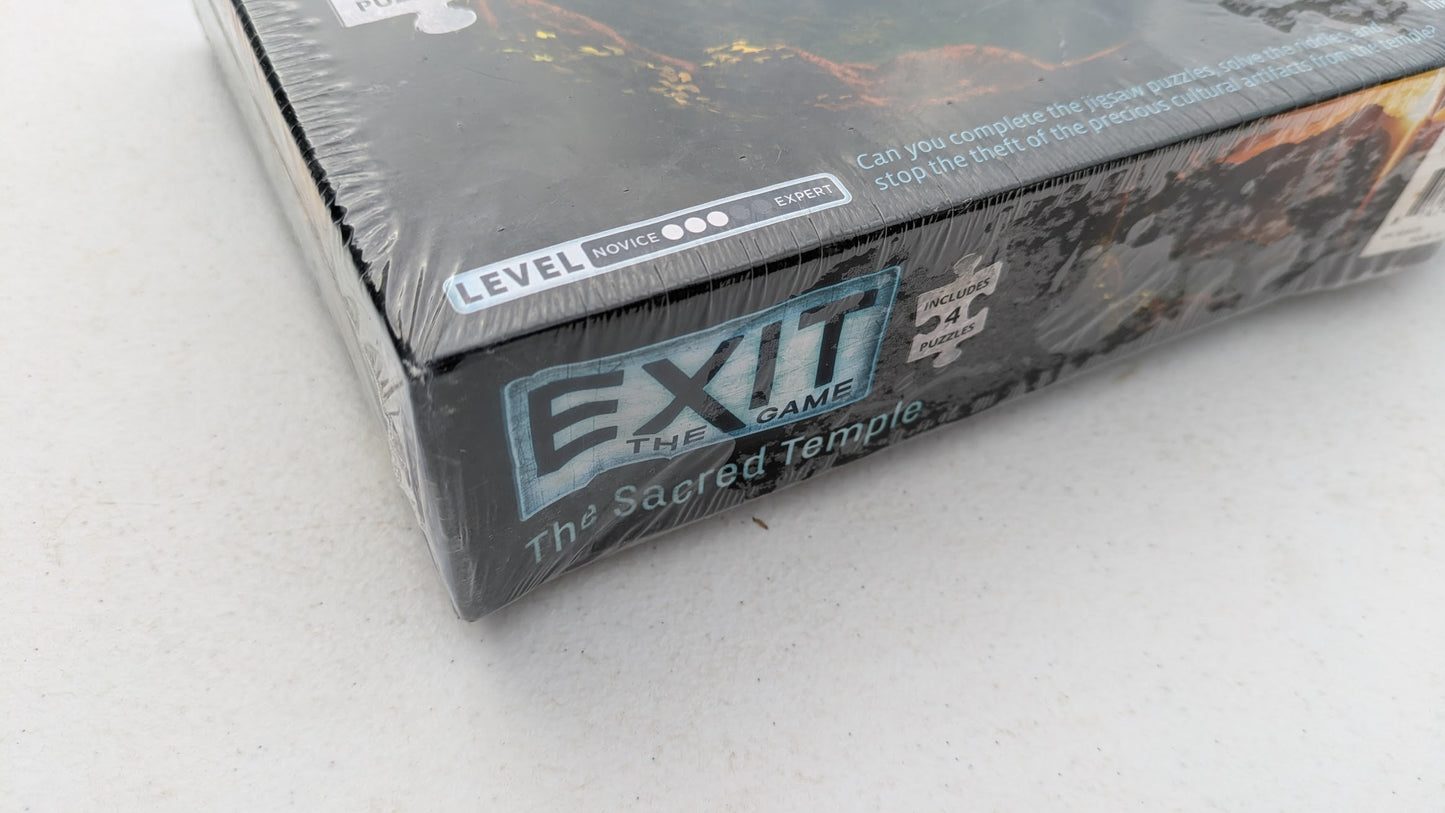 Can you complete the jigsaw puzzles, solve the riddles, and
stop the theft of the precious cultural artifacts from this temple?
LEVEL NOVICE EXPERT
EXIT
THE GAME
The Sacred Temple
INCLUDES
4
PUZZLES